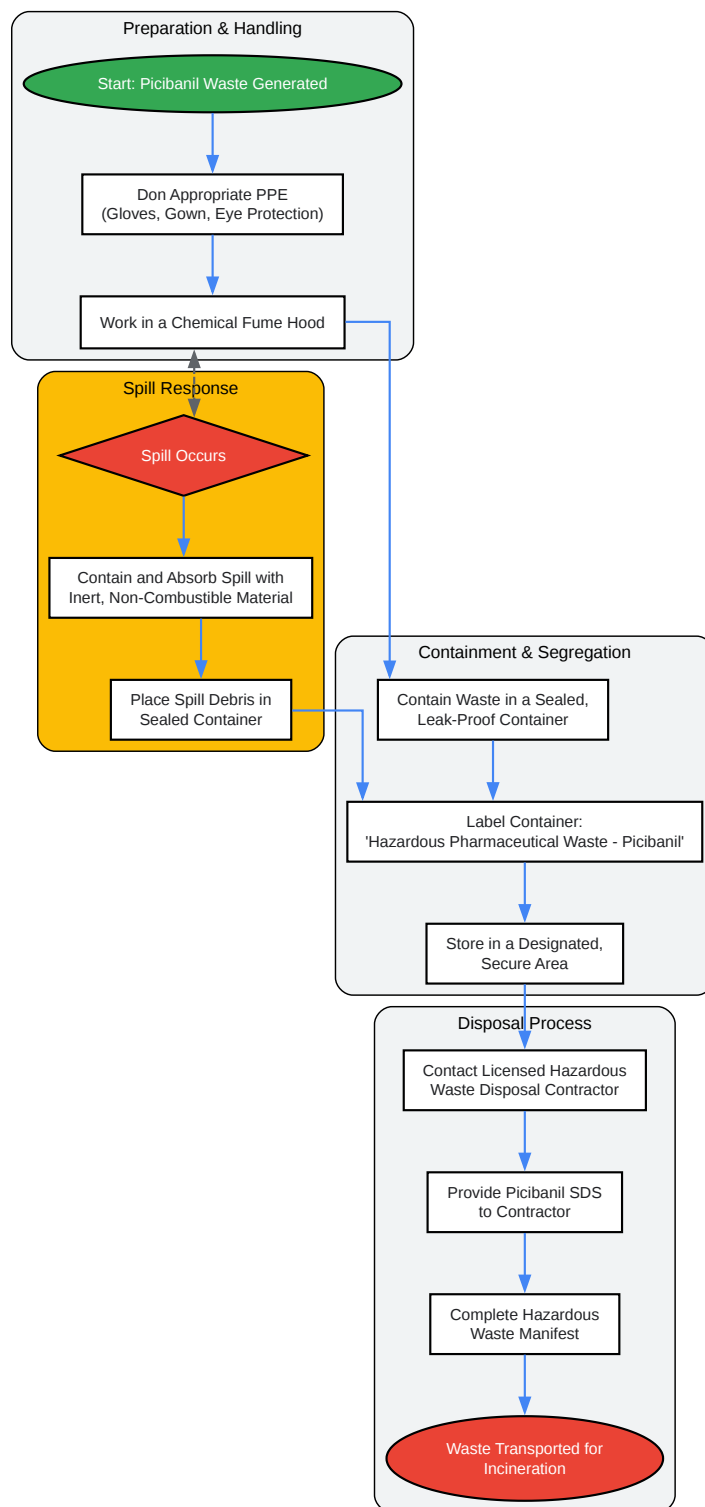 Preparation & Handling
Start: Picibanil Waste Generated
Don Appropriate PPE
(Gloves, Gown, Eye Protection)
Work in a Chemical Fume Hood
Spill Response
Spill Occurs
Contain and Absorb Spill with
Inert, Non-Combustible Material
Place Spill Debris in
Sealed Container
Containment & Segregation
Contain Waste in a Sealed,
Leak-Proof Container
Label Container:
'Hazardous Pharmaceutical Waste - Picibanil'
Store in a Designated,
Secure Area
Disposal Process
Contact Licensed Hazardous
Waste Disposal Contractor
Provide Picibanil SDS
to Contractor
Complete Hazardous
Waste Manifest
Waste Transported for
Incineration